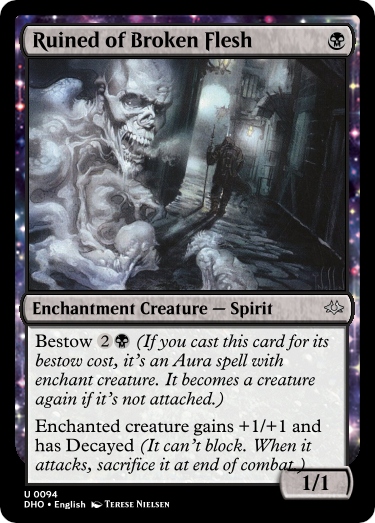 Ruined of Broken Flesh
Enchantment Creature — Spirit
Bestow 2 (If you cast this card for its
bestow cost, it's an Aura spell with
enchant creature. It becomes a creature
again if it's not attached.)
Enchanted creature gains +1/+1 and
has Decayed (It can't block. When it
attacks, sacrifice it at end of combat.)
1/1
U 0094
DHO • English Terese Nielsen